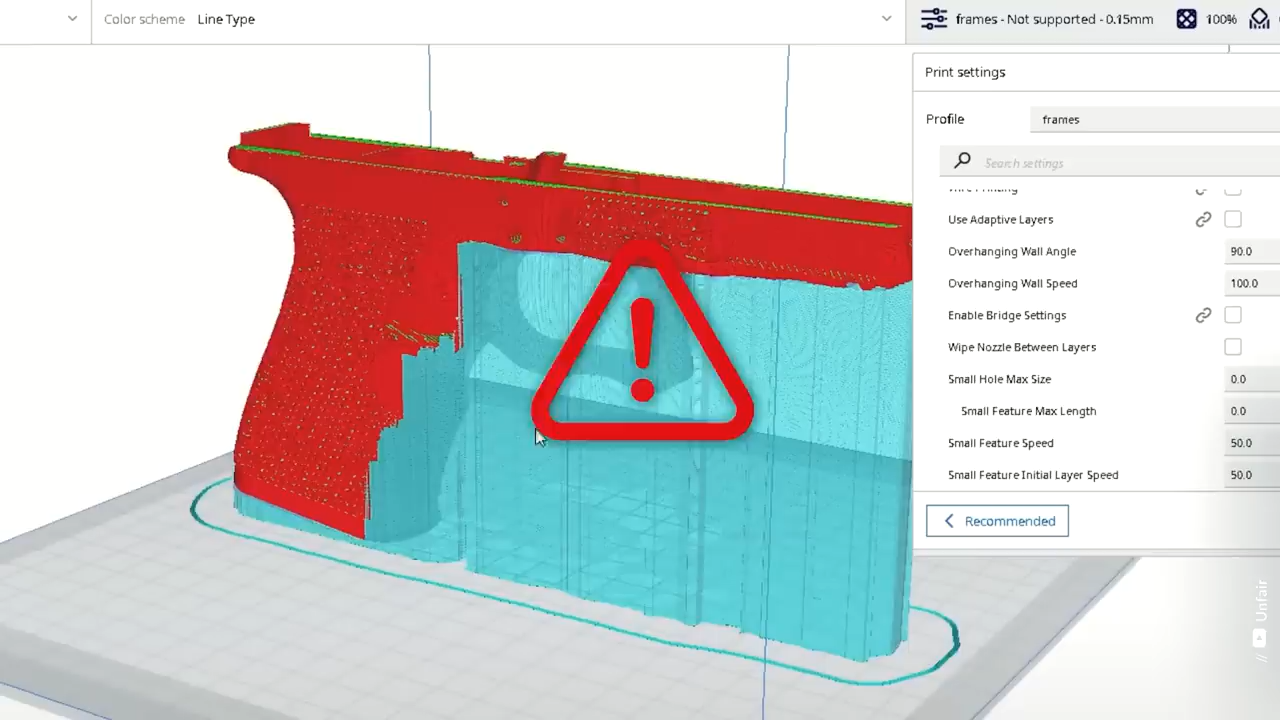 Color scheme Line Type
frames - Not supported - 0.15mm 100%
Print settings
Profile frames
Search settings
Use Adaptive Layers
Overhanging Wall Angle 90.0
Overhanging Wall Speed 100.0
Enable Bridge Settings
Wipe Nozzle Between Layers
Small Hole Max Size 0.0
Small Feature Max Length 0.0
Small Feature Speed 50.0
Small Feature Initial Layer Speed 50.0
Recommended
// Unfair